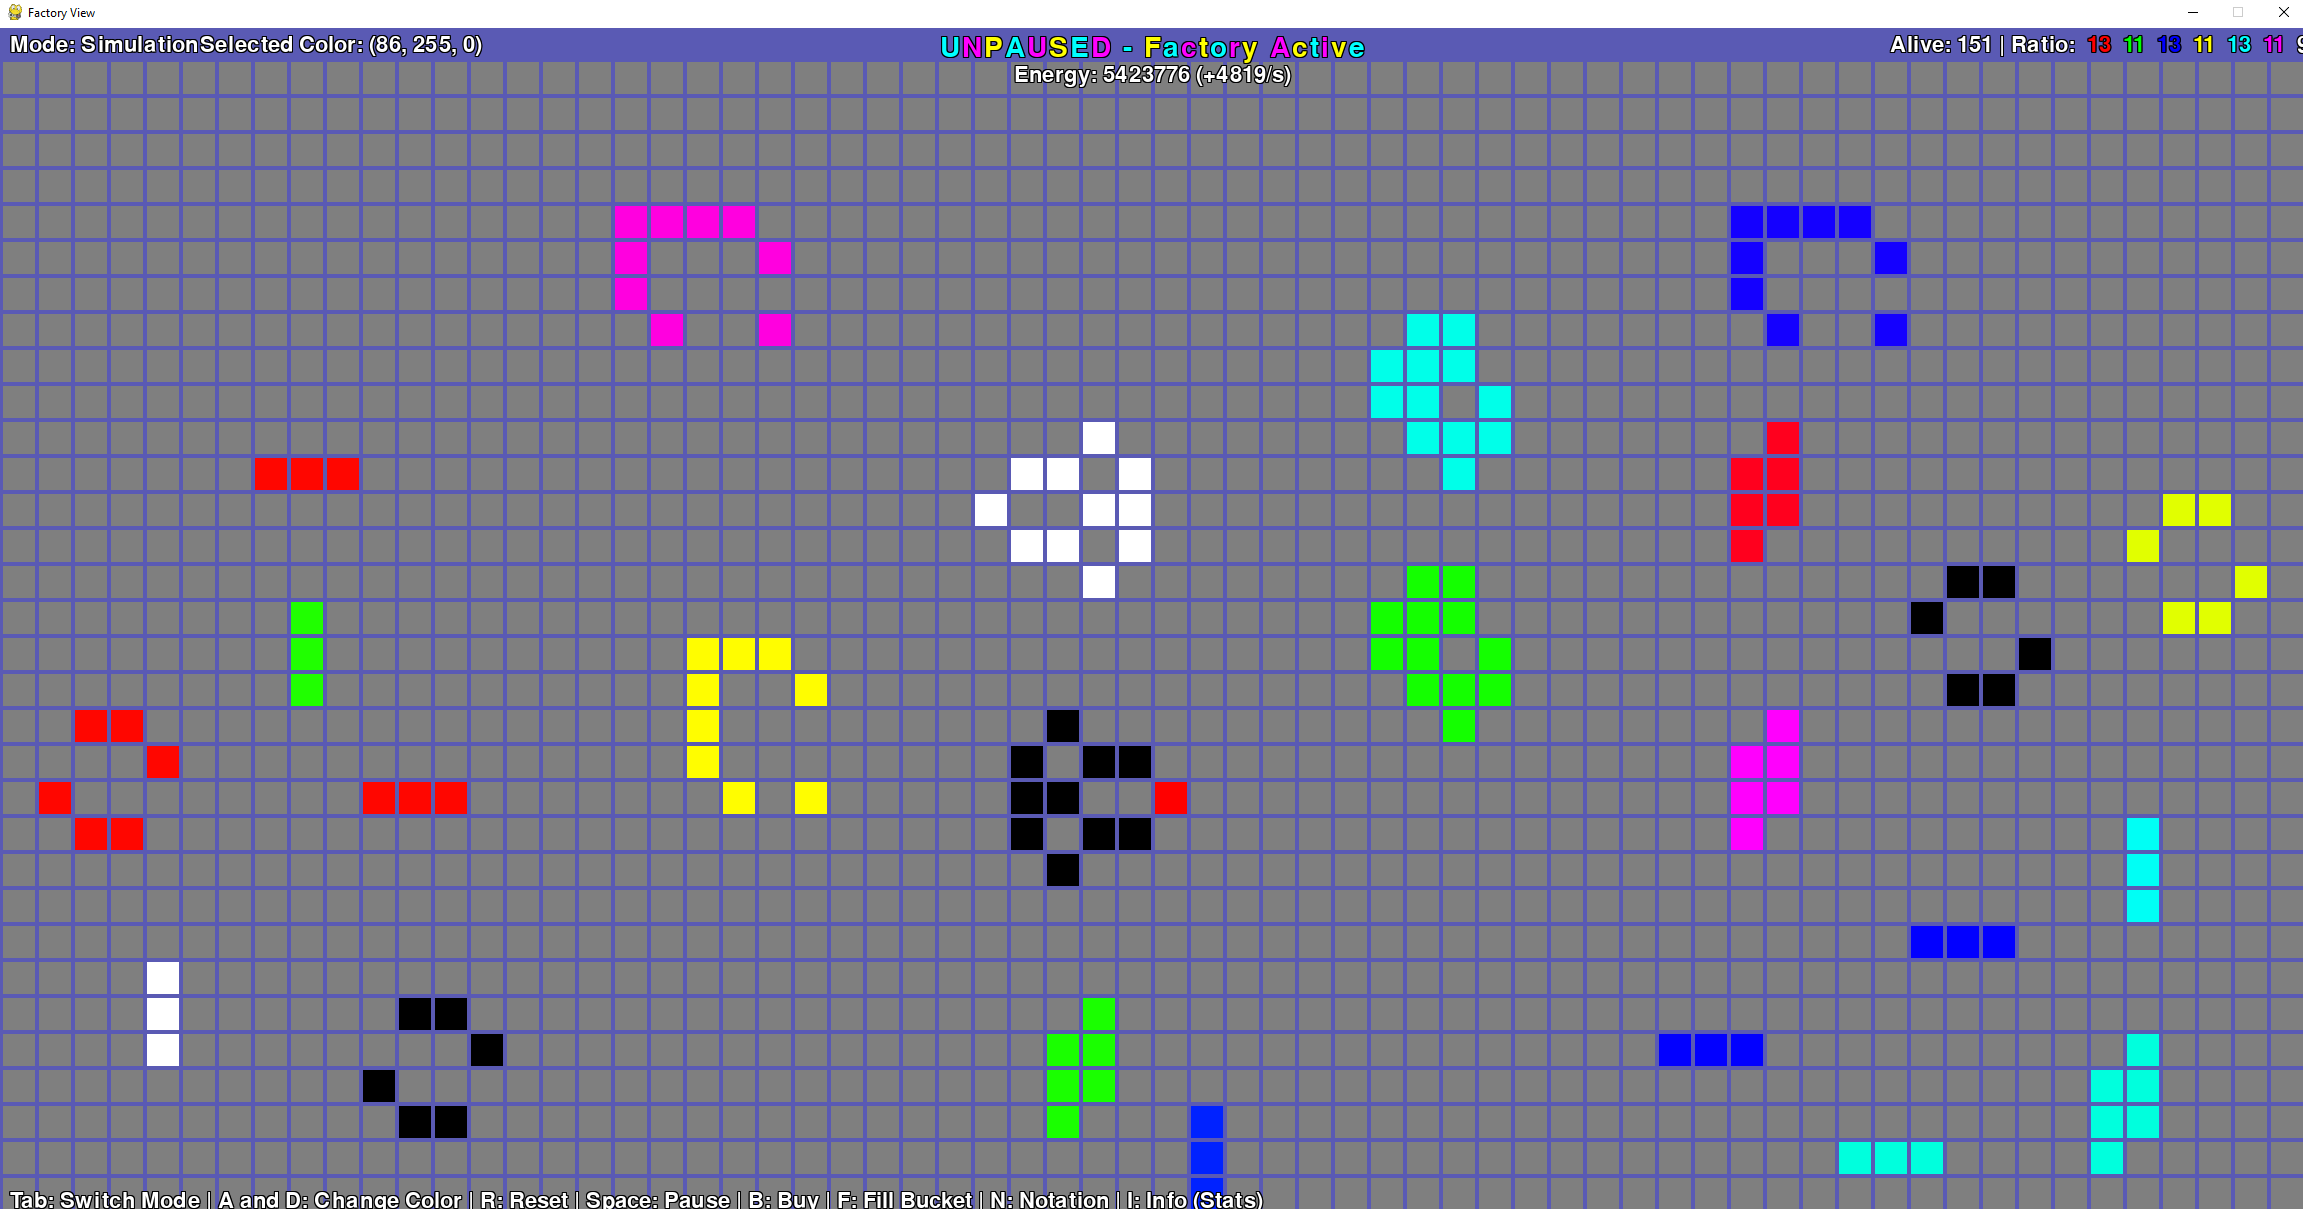 Factory View
Mode: SimulationSelected Color: (86, 255, 0)
UNPAUSED - Factory Active
Alive: 151 | Ratio: 13 11 13 11 13 11 9
Energy: 5423776 (+4819/s)
Tab: Switch Mode | A and D: Change Color | R: Reset | Space: Pause | B: Buy | F: Fill Bucket | N: Notation | I: Info (Stats)